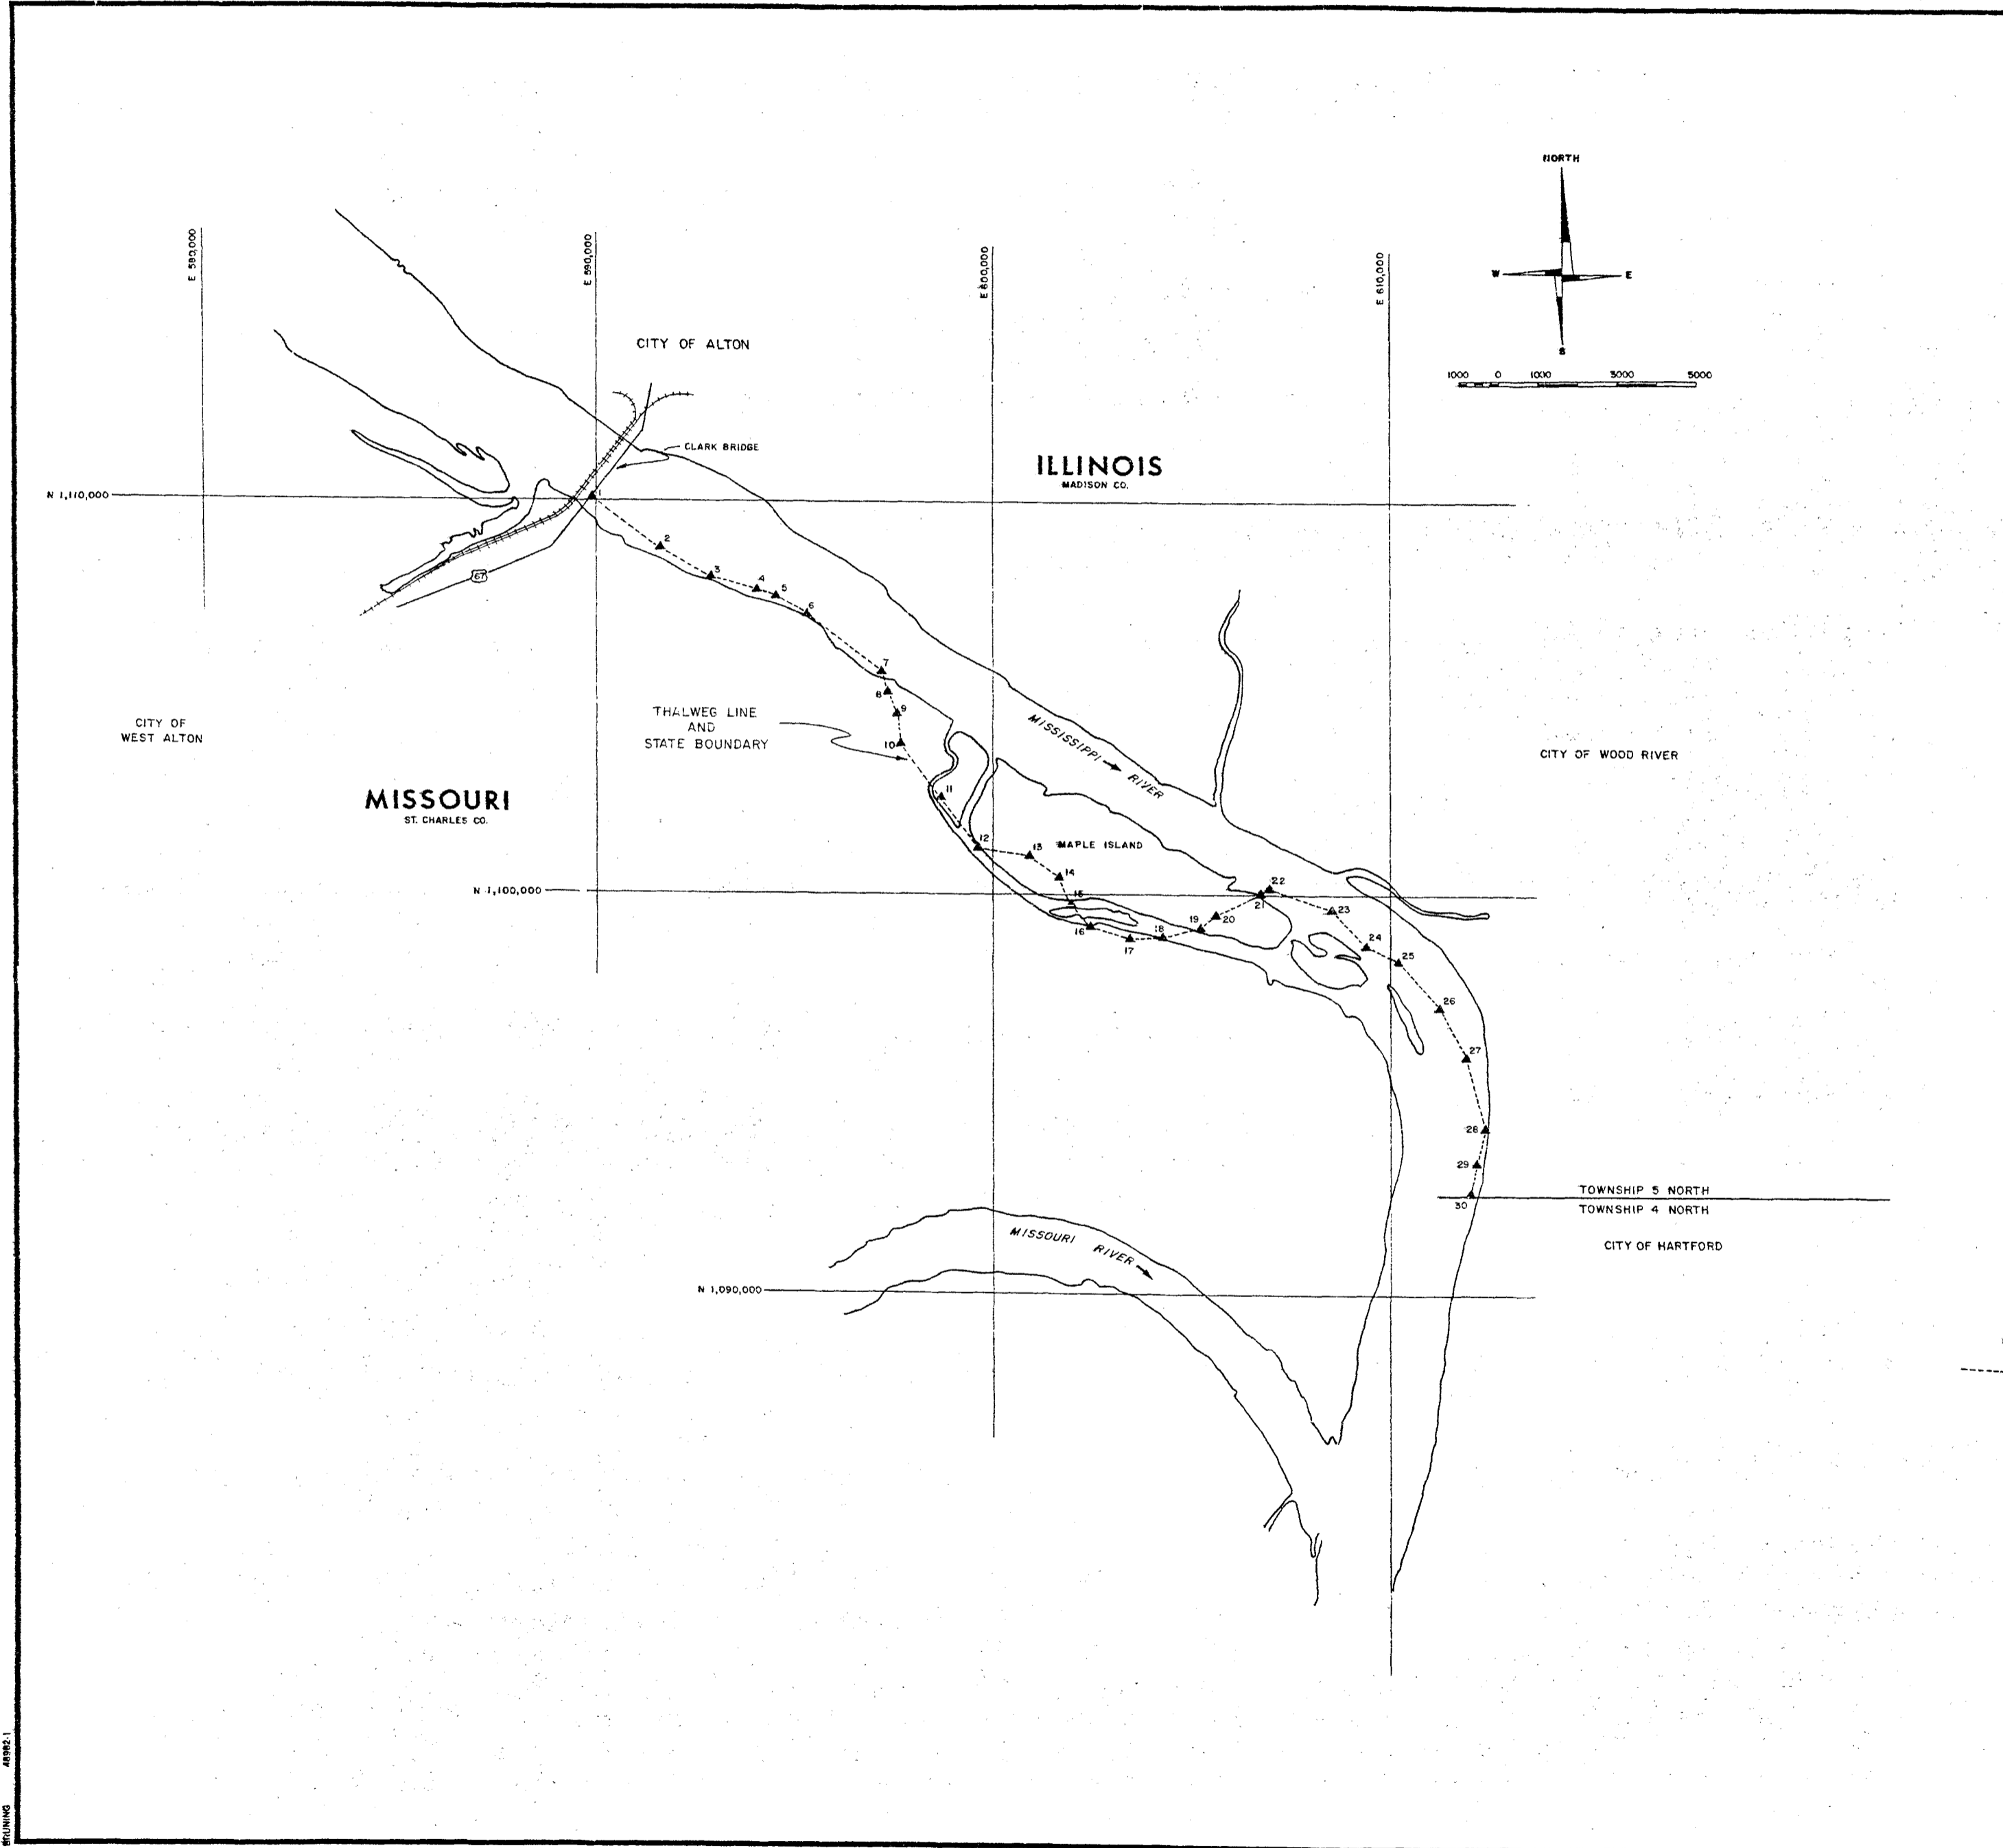 NORTH
W
E
S
1000 0 1000 3000 5000
E 580,000
E 590,000
E 600,000
E 610,000
CITY OF ALTON
CLARK BRIDGE
ILLINOIS
MADISON CO.
N 1,110,000
1
2
3
4
5
6
67
7
8
9
10
THALWEG LINE
AND
STATE BOUNDARY
CITY OF
WEST ALTON
MISSISSIPPI RIVER
CITY OF WOOD RIVER
MISSOURI
ST. CHARLES CO.
11
12
13
MAPLE ISLAND
14
15
16
17
18
19
20
21
22
23
24
25
26
27
28
29
30
N 1,100,000
TOWNSHIP 5 NORTH
TOWNSHIP 4 NORTH
CITY OF HARTFORD
MISSOURI RIVER
N 1,090,000
BRUNING 48982-1